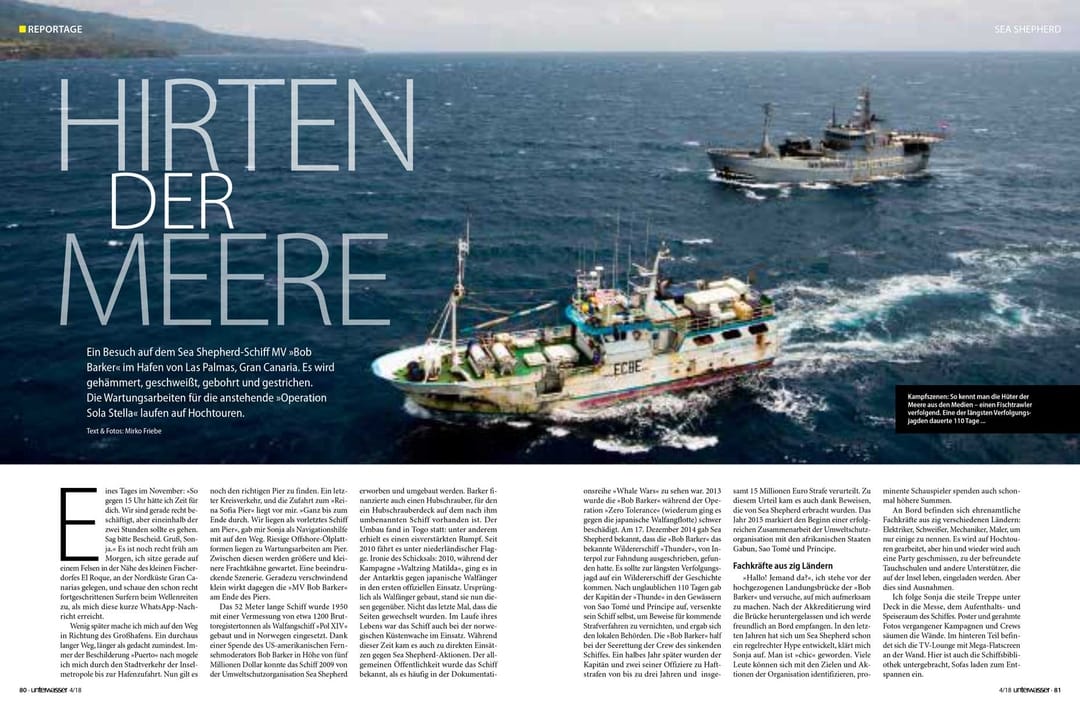 REPORTAGE
SEA SHEPHERD
HIRTEN
DER
MEERE
Ein Besuch auf dem Sea Shepherd-Schiff MV »Bob
Barker« im Hafen von Las Palmas, Gran Canaria. Es wird
gehämmert, geschweißt, gebohrt und gestrichen.
Die Wartungsarbeiten für die anstehende »Operation
Sola Stella« laufen auf Hochtouren.
Text & Fotos: Mirko Friebe
ECBE
Kampfszenen: So kennt man die Hüter der
Meere aus den Medien – einen Fischtrawler
verfolgend. Eine der längsten Verfolgungs-
jagden dauerte 110 Tage ...
Eines Tages im November: »So
gegen 15 Uhr hätte ich Zeit für
dich. Wir sind gerade recht be-
schäftigt, aber eineinhalb der
zwei Stunden sollte es gehen.
Sag bitte Bescheid. Gruß, Son-
ja.« Es ist noch recht früh am
Morgen, ich sitze gerade auf
einem Felsen in der Nähe des kleinen Fischer-
dorfes El Roque, an der Nordküste Gran Ca-
narias gelegen, und schaue den schon recht
fortgeschrittenen Surfern beim Wellenreiten
zu, als mich diese kurze WhatsApp-Nach-
richt erreicht.
Wenig später mache ich mich auf den Weg
in Richtung des Großhafens. Ein durchaus
langer Weg, länger als gedacht zumindest. Im-
mer der Beschilderung »Puerto« nach mogele
ich mich durch den Stadtverkehr der Insel-
metropole bis zur Hafenzufahrt. Nun gilt es
noch den richtigen Pier zu finden. Ein letz-
ter Kreisverkehr, und die Zufahrt zum »Rei-
na Sofia Pier« liegt vor mir. »Ganz bis zum
Ende durch. Wir liegen als vorletztes Schiff
am Pier«, gab mir Sonja als Navigationshilfe
mit auf den Weg. Riesige Offshore-Ölplatt-
formen liegen zu Wartungsarbeiten am Pier.
Zwischen diesen werden größere und klei-
nere Frachtkähne gewartet. Eine beeindru-
ckende Szenerie. Geradezu verschwindend
klein wirkt dagegen die »MV Bob Barker«
am Ende des Piers.
Das 52 Meter lange Schiff wurde 1950
mit einer Vermessung von etwa 1200 Brut-
toregistertonnen als Walfangschiff »Pol XIV«
gebaut und in Norwegen eingesetzt. Dank
einer Spende des US-amerikanischen Fern-
sehmoderators Bob Barker in Höhe von fünf
Millionen Dollar konnte das Schiff 2009 von
der Umweltschutzorganisation Sea Shepherd
erworben und umgebaut werden. Barker fi-
nanzierte auch einen Hubschrauber, für den
ein Hubschrauberdeck auf dem nach ihm
umbenannten Schiff vorhanden ist. Der
Umbau fand in Togo statt: unter anderem
erhielt es einen eisverstärkten Rumpf. Seit
2010 fährt es unter niederländischer Flag-
ge. Ironie des Schicksals: 2010, während der
Kampagne »Waltzing Matilda«, ging es in
der Antarktis gegen japanische Walfänger
in den ersten offiziellen Einsatz. Ursprüng-
lich als Walfänger gebaut, stand sie nun die-
sen gegenüber. Nicht das letzte Mal, dass die
Seiten gewechselt wurden. Im Laufe ihres
Lebens war das Schiff auch bei der norwe-
gischen Küstenwache im Einsatz. Während
dieser Zeit kam es auch zu direkten Einsät-
zen gegen Sea Shepherd-Aktionen. Der all-
gemeinen Öffentlichkeit wurde das Schiff
bekannt, als es häufig in der Dokumentati-
onsreihe »Whale Wars« zu sehen war. 2013
wurde die »Bob Barker« während der Ope-
ration »Zero Tolerance« (wiederum ging es
gegen die japanische Walfangflotte) schwer
beschädigt. Am 17. Dezember 2014 gab Sea
Shepherd bekannt, dass die »Bob Barker« das
bekannte Wildererschiff »Thunder«, von In-
terpol zur Fahndung ausgeschrieben, gefun-
den hatte. Es sollte zur längsten Verfolgungs-
jagd auf ein Wildererschiff der Geschichte
kommen. Nach unglaublichen 110 Tagen gab
der Kapitän der »Thunde« in den Gewässern
von Sao Tomé und Principe auf, versenkte
sein Schiff selbst, um Beweise für kommende
Strafverfahren zu vernichten, und ergab sich
den lokalen Behörden. Die »Bob Barker« half
bei der Seerettung der Crew des sinkenden
Schiffes. Ein halbes Jahr später wurden der
Kapitän und zwei seiner Offiziere zu Haft-
strafen von bis zu drei Jahren und insge-
samt 15 Millionen Euro Strafe verurteilt. Zu
diesem Urteil kam es auch dank Beweisen,
die von Sea Shepherd erbracht wurden. Das
Jahr 2015 markiert den Beginn einer erfolg-
reichen Zusammenarbeit der Umweltschutz-
organisation mit den afrikanischen Staaten
Gabun, Sao Tomé und Principe.
Fachkräfte aus zig Ländern
»Hallo! Jemand da?«, ich stehe vor der
hochgezogenen Landungsbrücke der »Bob
Barker« und versuche, auf mich aufmerksam
zu machen. Nach der Akkreditierung wird
die Brücke heruntergelassen und ich werde
freundlich an Bord empfangen. In den letz-
ten Jahren hat sich um Sea Shepherd schon
ein regelrechter Hype entwickelt, klärt mich
Sonja auf. Man ist »chic« geworden. Viele
Leute können sich mit den Zielen und Ak-
tionen der Organisation identifizieren, pro-
minente Schauspieler spenden auch schon-
mal höhere Summen.
An Bord befinden sich ehrenamtliche
Fachkräfte aus zig verschiedenen Ländern:
Elektriker, Schweißer, Mechaniker, Maler, um
nur einige zu nennen. Es wird auf Hochtou-
ren gearbeitet, aber hin und wieder wird auch
eine Party geschmissen, zu der befreundete
Tauchschulen und andere Unterstützer, die
auf der Insel leben, eingeladen werden. Aber
dies sind Ausnahmen.
Ich folge Sonja die steile Treppe unter
Deck in die Messe, dem Aufenthalts- und
Speiseraum des Schiffes. Poster und gerahmte
Fotos vergangener Kampagnen und Crews
säumen die Wände. Im hinteren Teil befin-
det sich die TV-Lounge mit Mega-Flatscreen
an der Wand. Hier ist auch die Schiffsbibli-
othek untergebracht, Sofas laden zum Ent-
spannen ein.
80 · unterwasser 4/18
4/18 unterwasser · 81